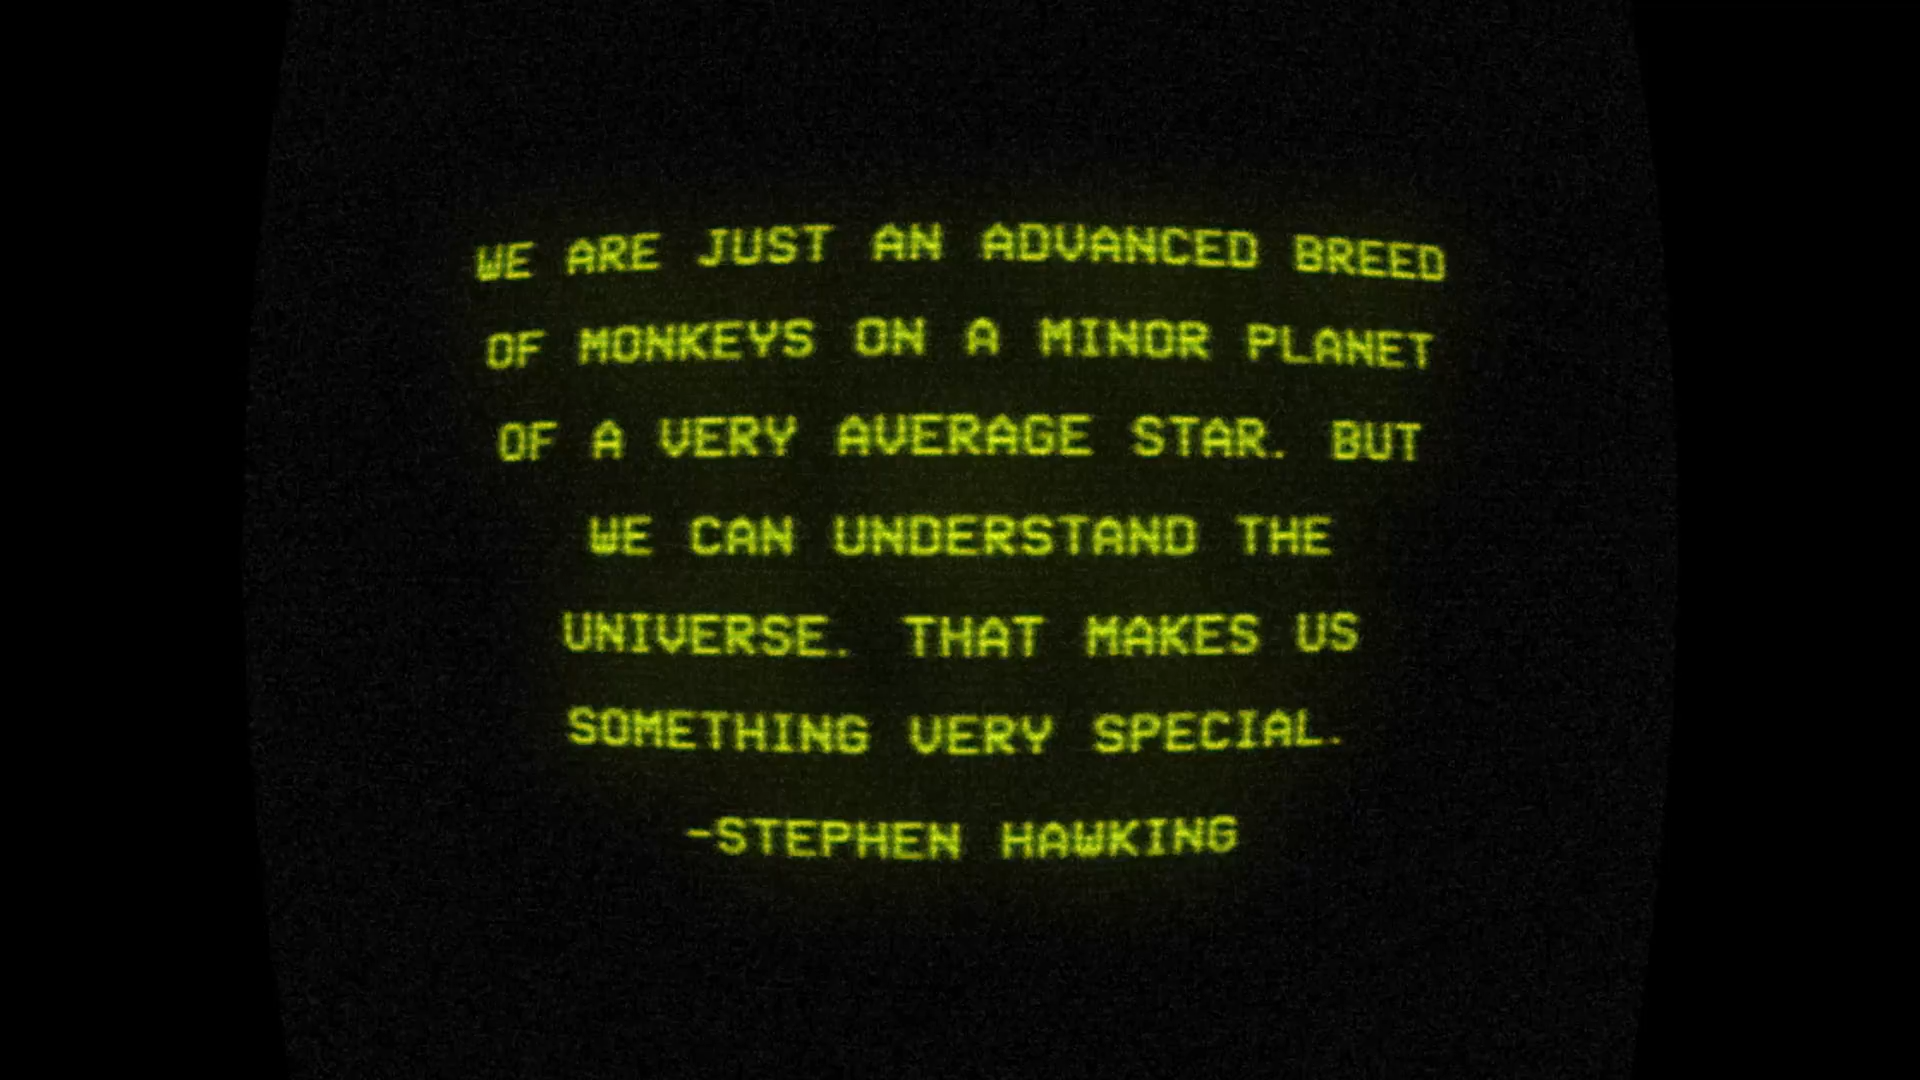 WE ARE JUST AN ADVANCED BREED
OF MONKEYS ON A MINOR PLANET
OF A VERY AVERAGE STAR. BUT
WE CAN UNDERSTAND THE
UNIVERSE. THAT MAKES US
SOMETHING VERY SPECIAL.
-STEPHEN HAWKING